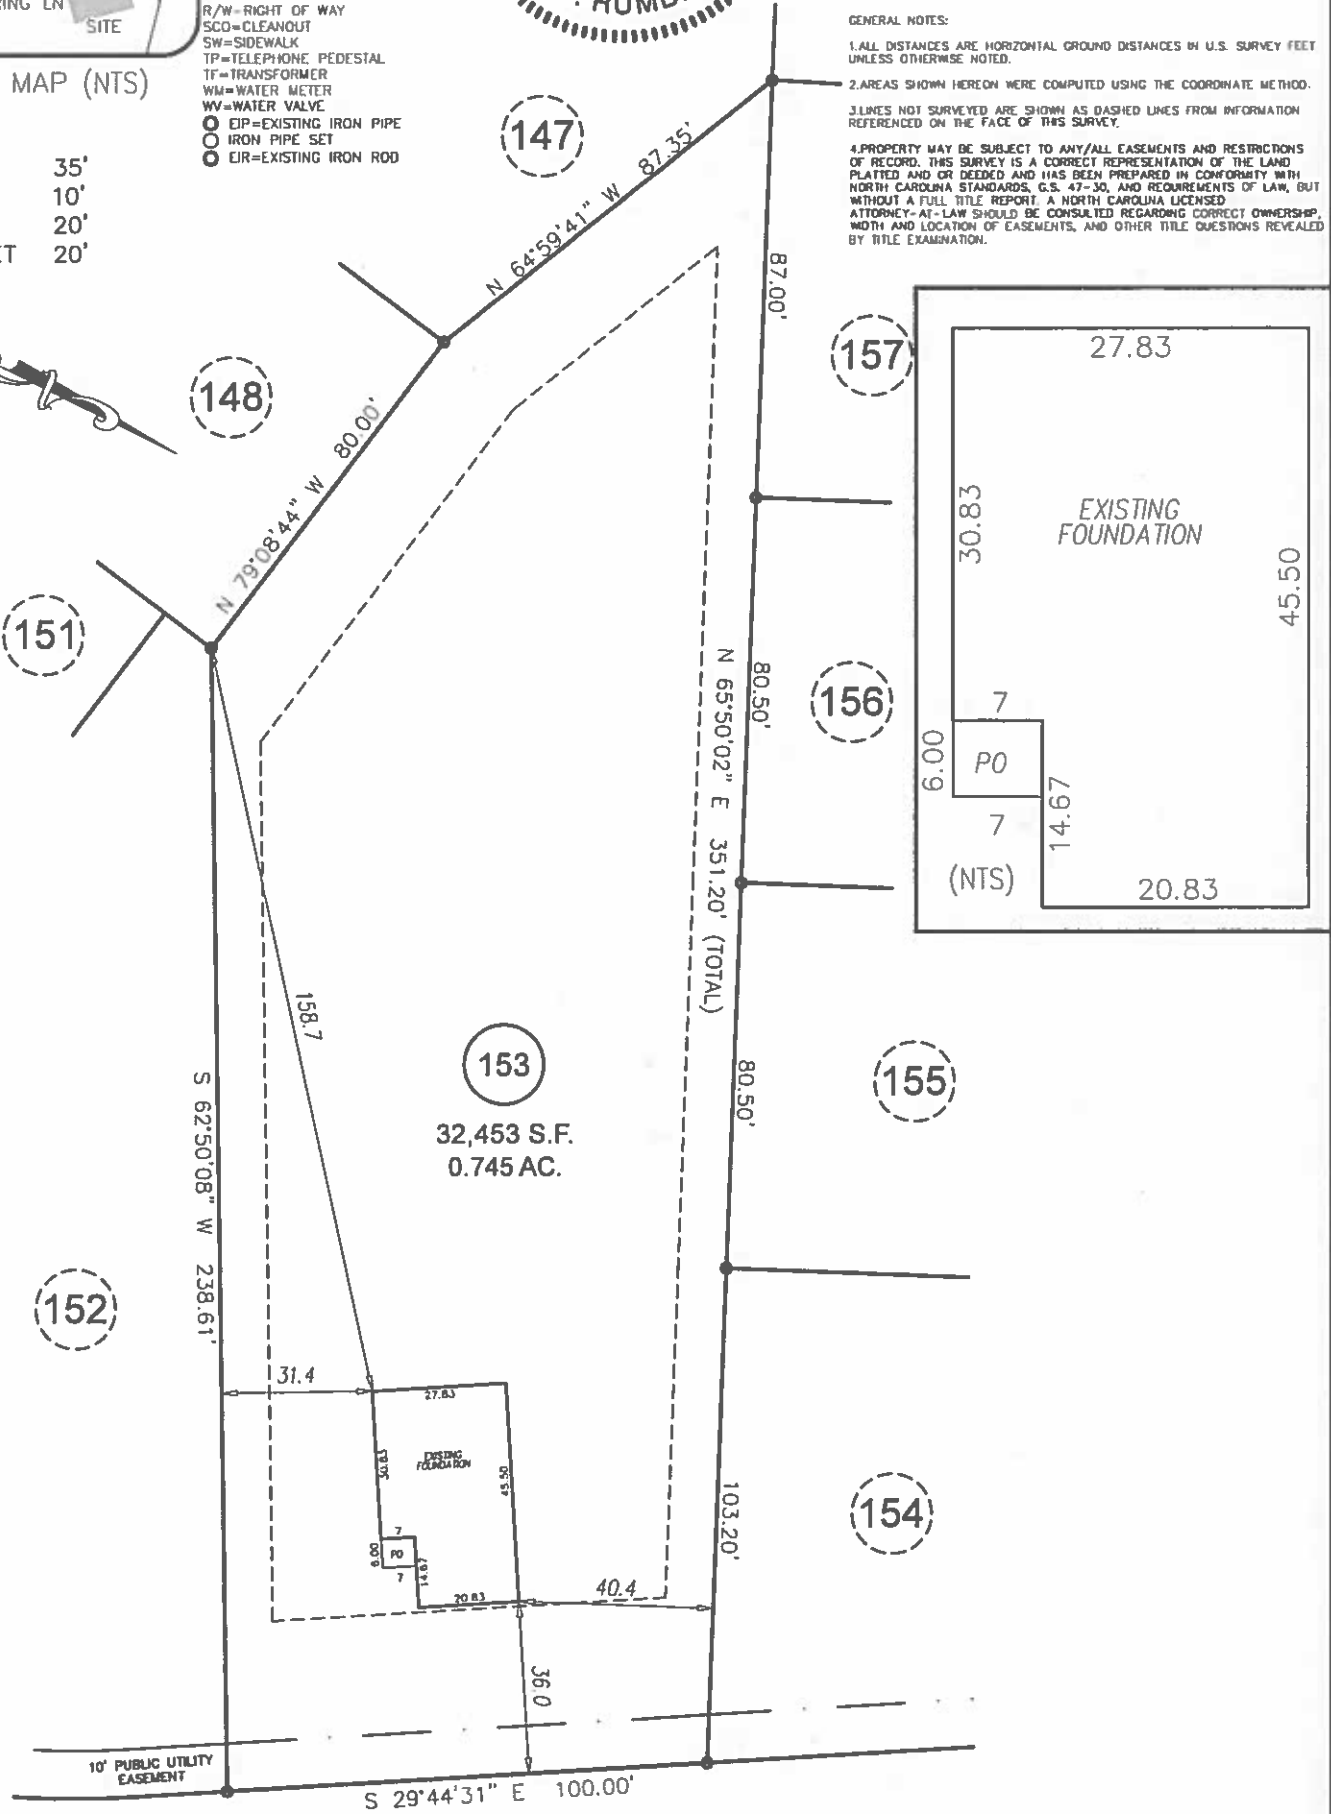 SITE
MAP (NTS)
R/W=RIGHT OF WAY
SCO=CLEANOUT
SW=SIDEWALK
TP=TELEPHONE PEDESTAL
TF=TRANSFORMER
WM=WATER METER
WV=WATER VALVE
EIP=EXISTING IRON PIPE
IRON PIPE SET
EIR=EXISTING IRON ROD
35'
10'
20'
20'
GENERAL NOTES:
1.ALL DISTANCES ARE HORIZONTAL GROUND DISTANCES IN U.S. SURVEY FEET
UNLESS OTHERWISE NOTED.
2.AREAS SHOWN HEREON WERE COMPUTED USING THE COORDINATE METHOD.
3.LINES NOT SURVEYED ARE SHOWN AS DASHED LINES FROM INFORMATION
REFERENCED ON THE FACE OF THIS SURVEY.
4.PROPERTY MAY BE SUBJECT TO ANY/ALL EASEMENTS AND RESTRICTIONS
OF RECORD. THIS SURVEY IS A CORRECT REPRESENTATION OF THE LAND
PLATTED AND OR DEEDED AND HAS BEEN PREPARED IN CONFORMITY WITH
NORTH CAROLINA STANDARDS, G.S. 47-30, AND REQUIREMENTS OF LAW, BUT
WITHOUT A FULL TITLE REPORT. A NORTH CAROLINA LICENSED
ATTORNEY-AT-LAW SHOULD BE CONSULTED REGARDING CORRECT OWNERSHIP,
WIDTH AND LOCATION OF EASEMENTS, AND OTHER TITLE QUESTIONS REVEALED
BY TITLE EXAMINATION.
147
N 64°59'41" W 87.35'
87.00'
148
N 79°08'44" W 80.00'
157
27.83
30.83
EXISTING
FOUNDATION
45.50
7
6.00
PO
7
14.67
(NTS)
20.83
151
80.50'
156
N 65°50'02" E 351.20' (TOTAL)
158.7
153
32,453 S.F.
0.745 AC.
80.50'
155
S 62°50'08" W 238.61'
152
31.4
27.83
30.83
EXISTING
FOUNDATION
45.50
7
6.00
PO
7
14.67
20.83
40.4
103.20'
154
36.0
10' PUBLIC UTILITY
EASEMENT
S 29°44'31" E 100.00'